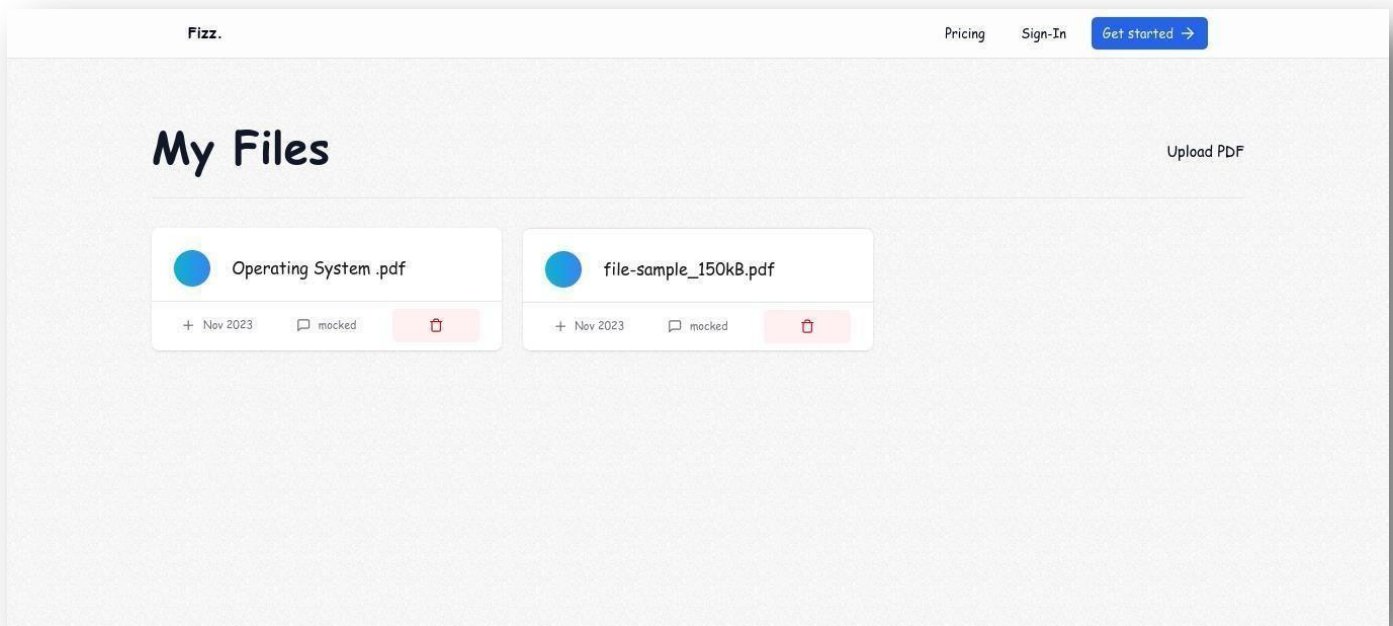 Fizz. Pricing Sign-In Get started →
My Files Upload PDF
Operating System .pdf file-sample_150kB.pdf
+ Nov 2023 mocked + Nov 2023 mocked